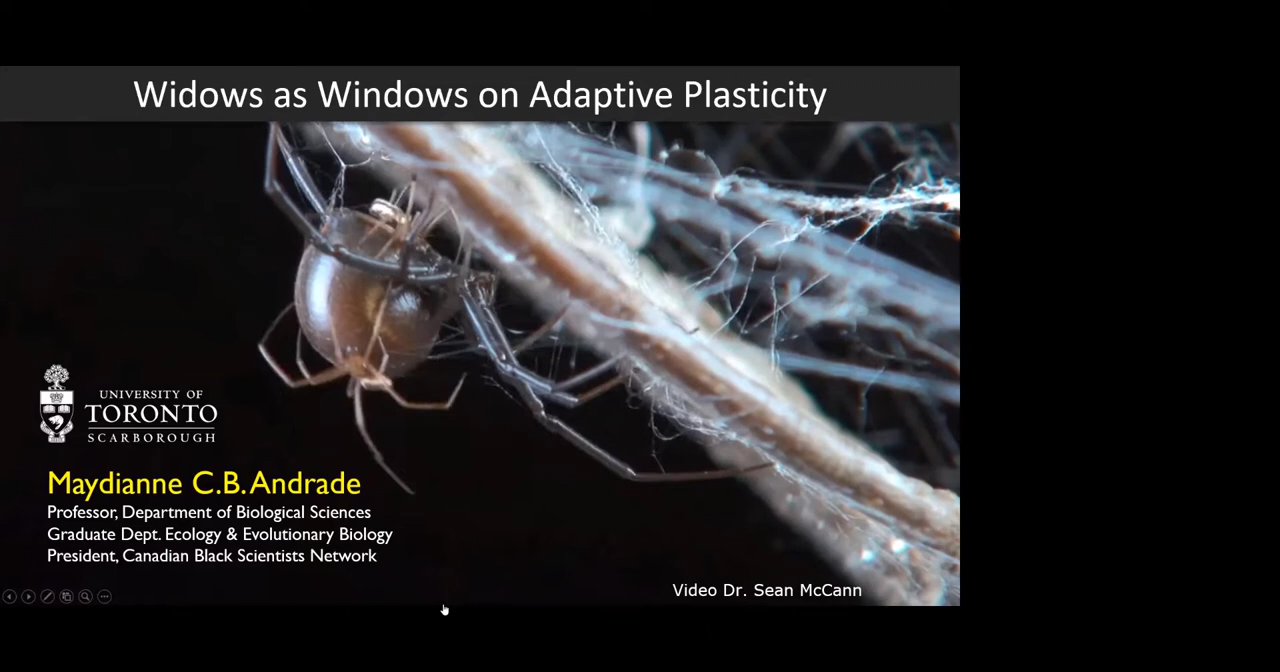 Widows as Windows on Adaptive Plasticity
UNIVERSITY OF
TORONTO
SCARBOROUGH
Maydianne C.B. Andrade
Professor, Department of Biological Sciences
Graduate Dept. Ecology & Evolutionary Biology
President, Canadian Black Scientists Network
Video Dr. Sean McCann